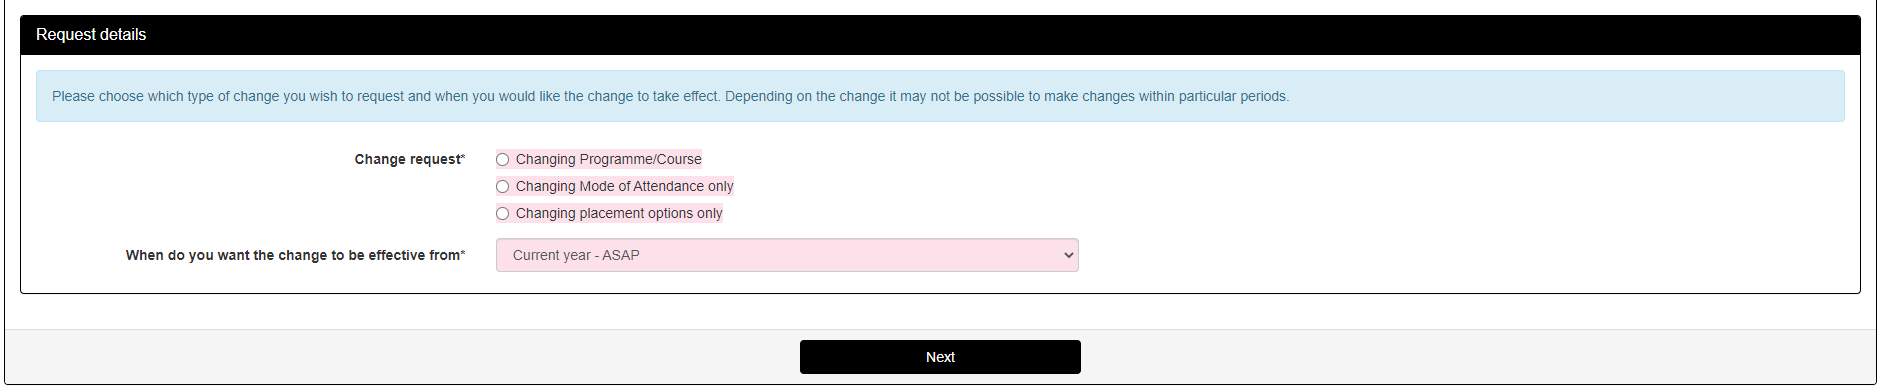 Request details
Please choose which type of change you wish to request and when you would like the change to take effect. Depending on the change it may not be possible to make changes within particular periods.
Change request* Changing Programme/Course
Changing Mode of Attendance only
Changing placement options only
When do you want the change to be effective from* Current year - ASAP
Next